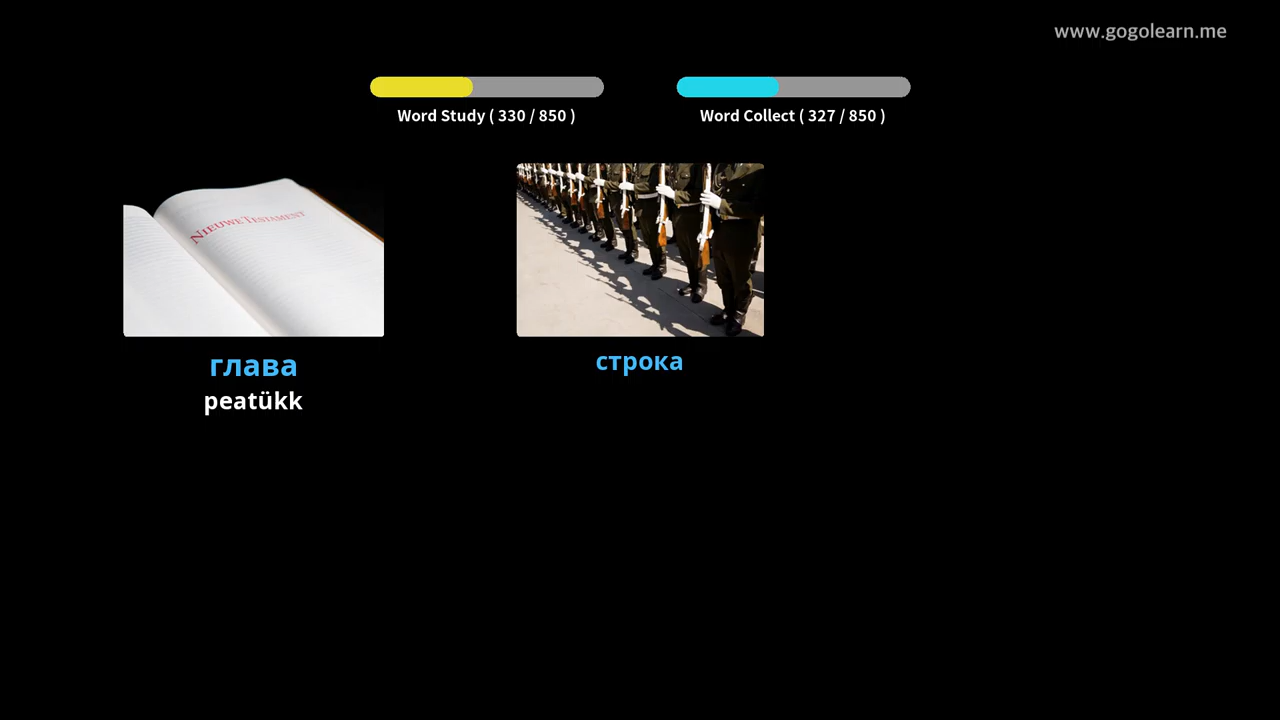 www.gogolearn.me
Word Study ( 330 / 850 )
Word Collect ( 327 / 850 )
NIEUWE TESTAMENT
глава
peatükk
строка